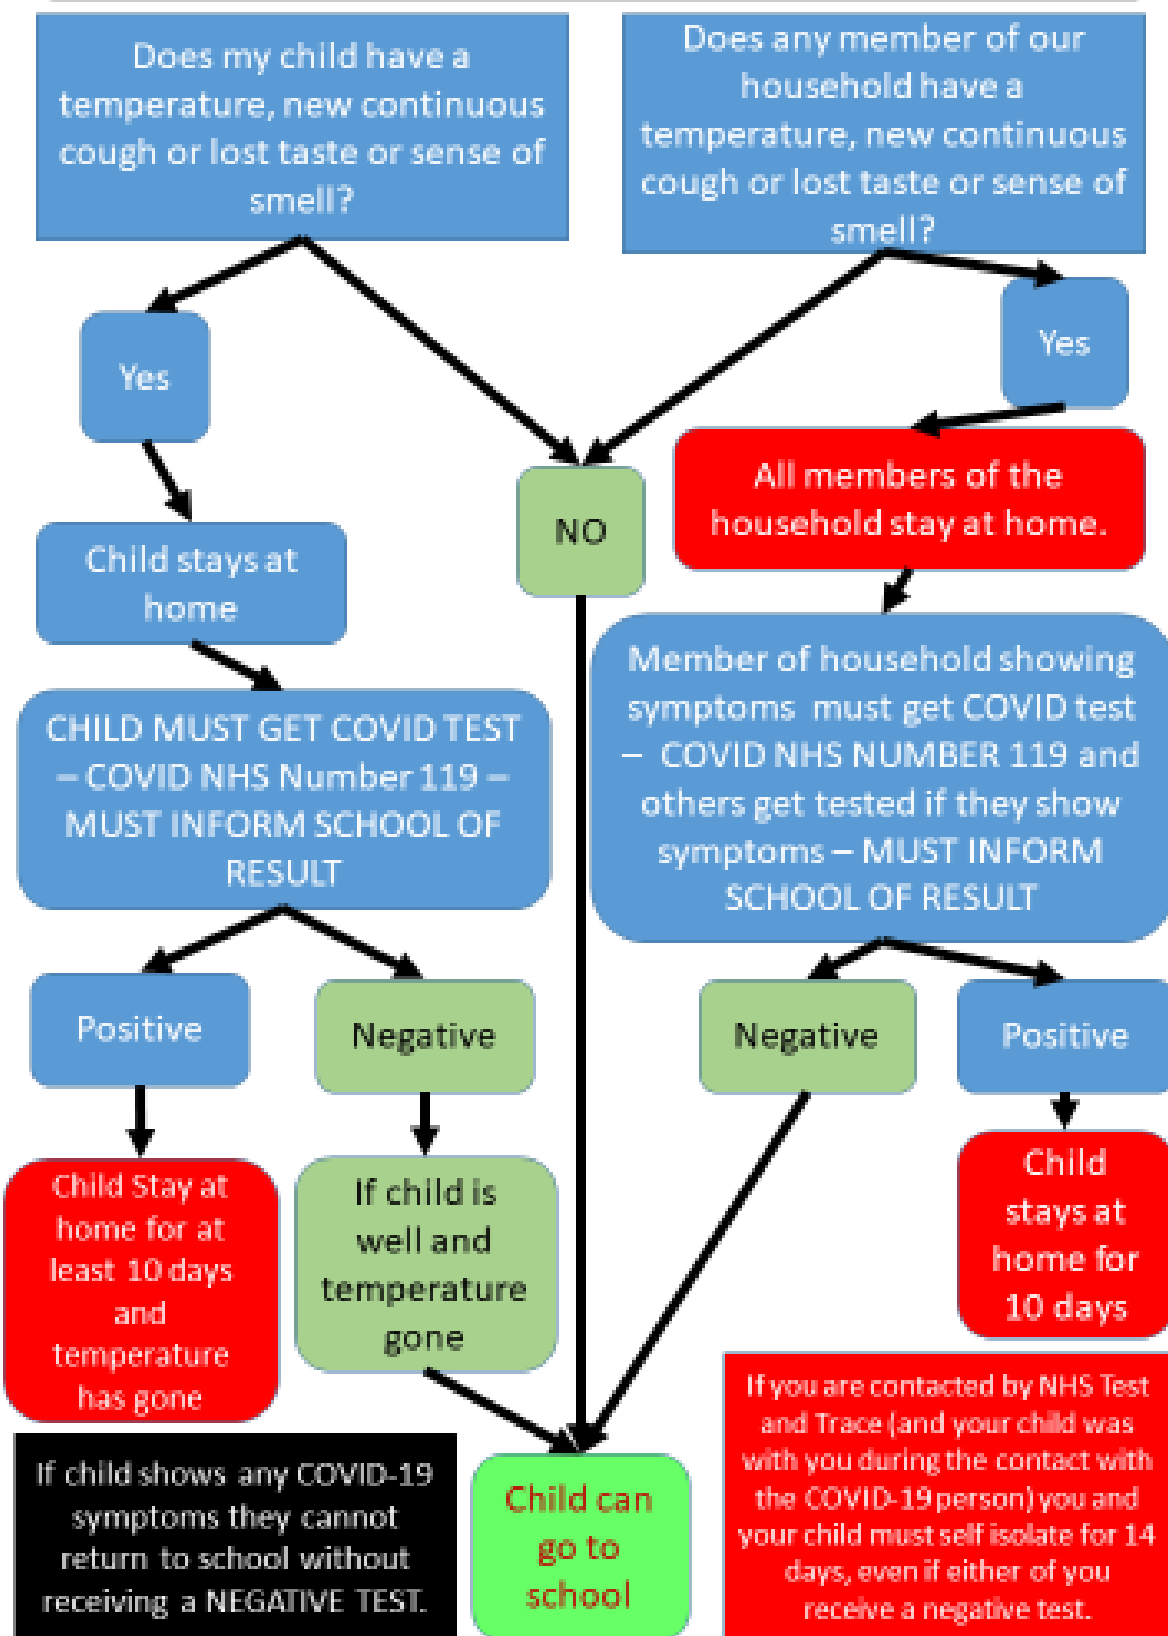 Does my child have a
temperature, new continuous
cough or lost taste or sense of
smell?
Does any member of our
household have a
temperature, new continuous
cough or lost taste or sense of
smell?
Yes
Yes
NO
All members of the
household stay at home.
Child stays at
home
Member of household showing
symptoms must get COVID test
– COVID NHS NUMBER 119 and
others get tested if they show
symptoms – MUST INFORM
SCHOOL OF RESULT
CHILD MUST GET COVID TEST
– COVID NHS Number 119 –
MUST INFORM SCHOOL OF
RESULT
Positive
Negative
Negative
Positive
Child Stay at
home for at
least 10 days
and
temperature
has gone
If child is
well and
temperature
gone
Child
stays at
home for
10 days
If child shows any COVID-19
symptoms they cannot
return to school without
receiving a NEGATIVE TEST.
Child can
go to
school
If you are contacted by NHS Test
and Trace (and your child was
with you during the contact with
the COVID-19 person) you and
your child must self isolate for 14
days, even if either of you
receive a negative test.